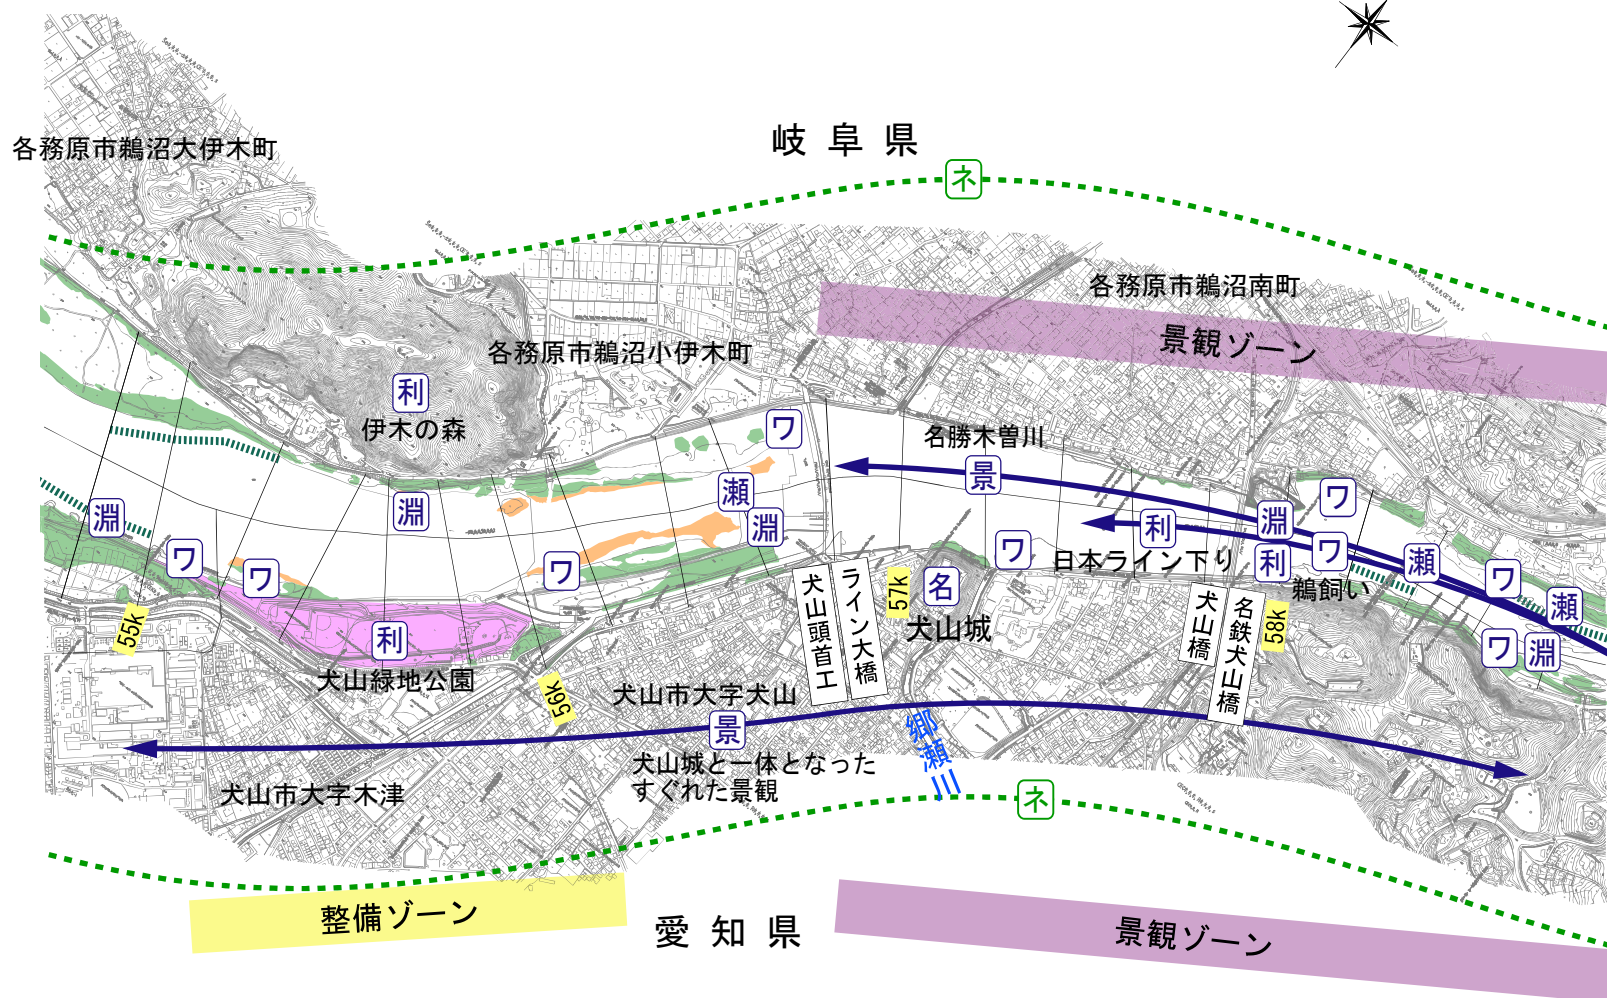 岐阜県
ネ
各務原市鵜沼大伊木町
各務原市鵜沼南町
景観ゾーン
各務原市鵜沼小伊木町
利
伊木の森
ワ
名勝木曽川
景
瀬
淵
淵
淵
ワ
ワ
ワ
利
犬山緑地公園
55k
56k
57k
58k
名
犬山城
ワ
日本ライン下り
利
淵
利
ワ
ワ
鵜飼い
瀬
ワ
瀬
ワ
淵
犬山頭首工
ライン大橋
犬山橋
名鉄犬山橋
犬山市大字犬山
景
犬山城と一体となった
すぐれた景観
郷瀬川
犬山市大字木津
ネ
整備ゾーン
愛知県
景観ゾーン